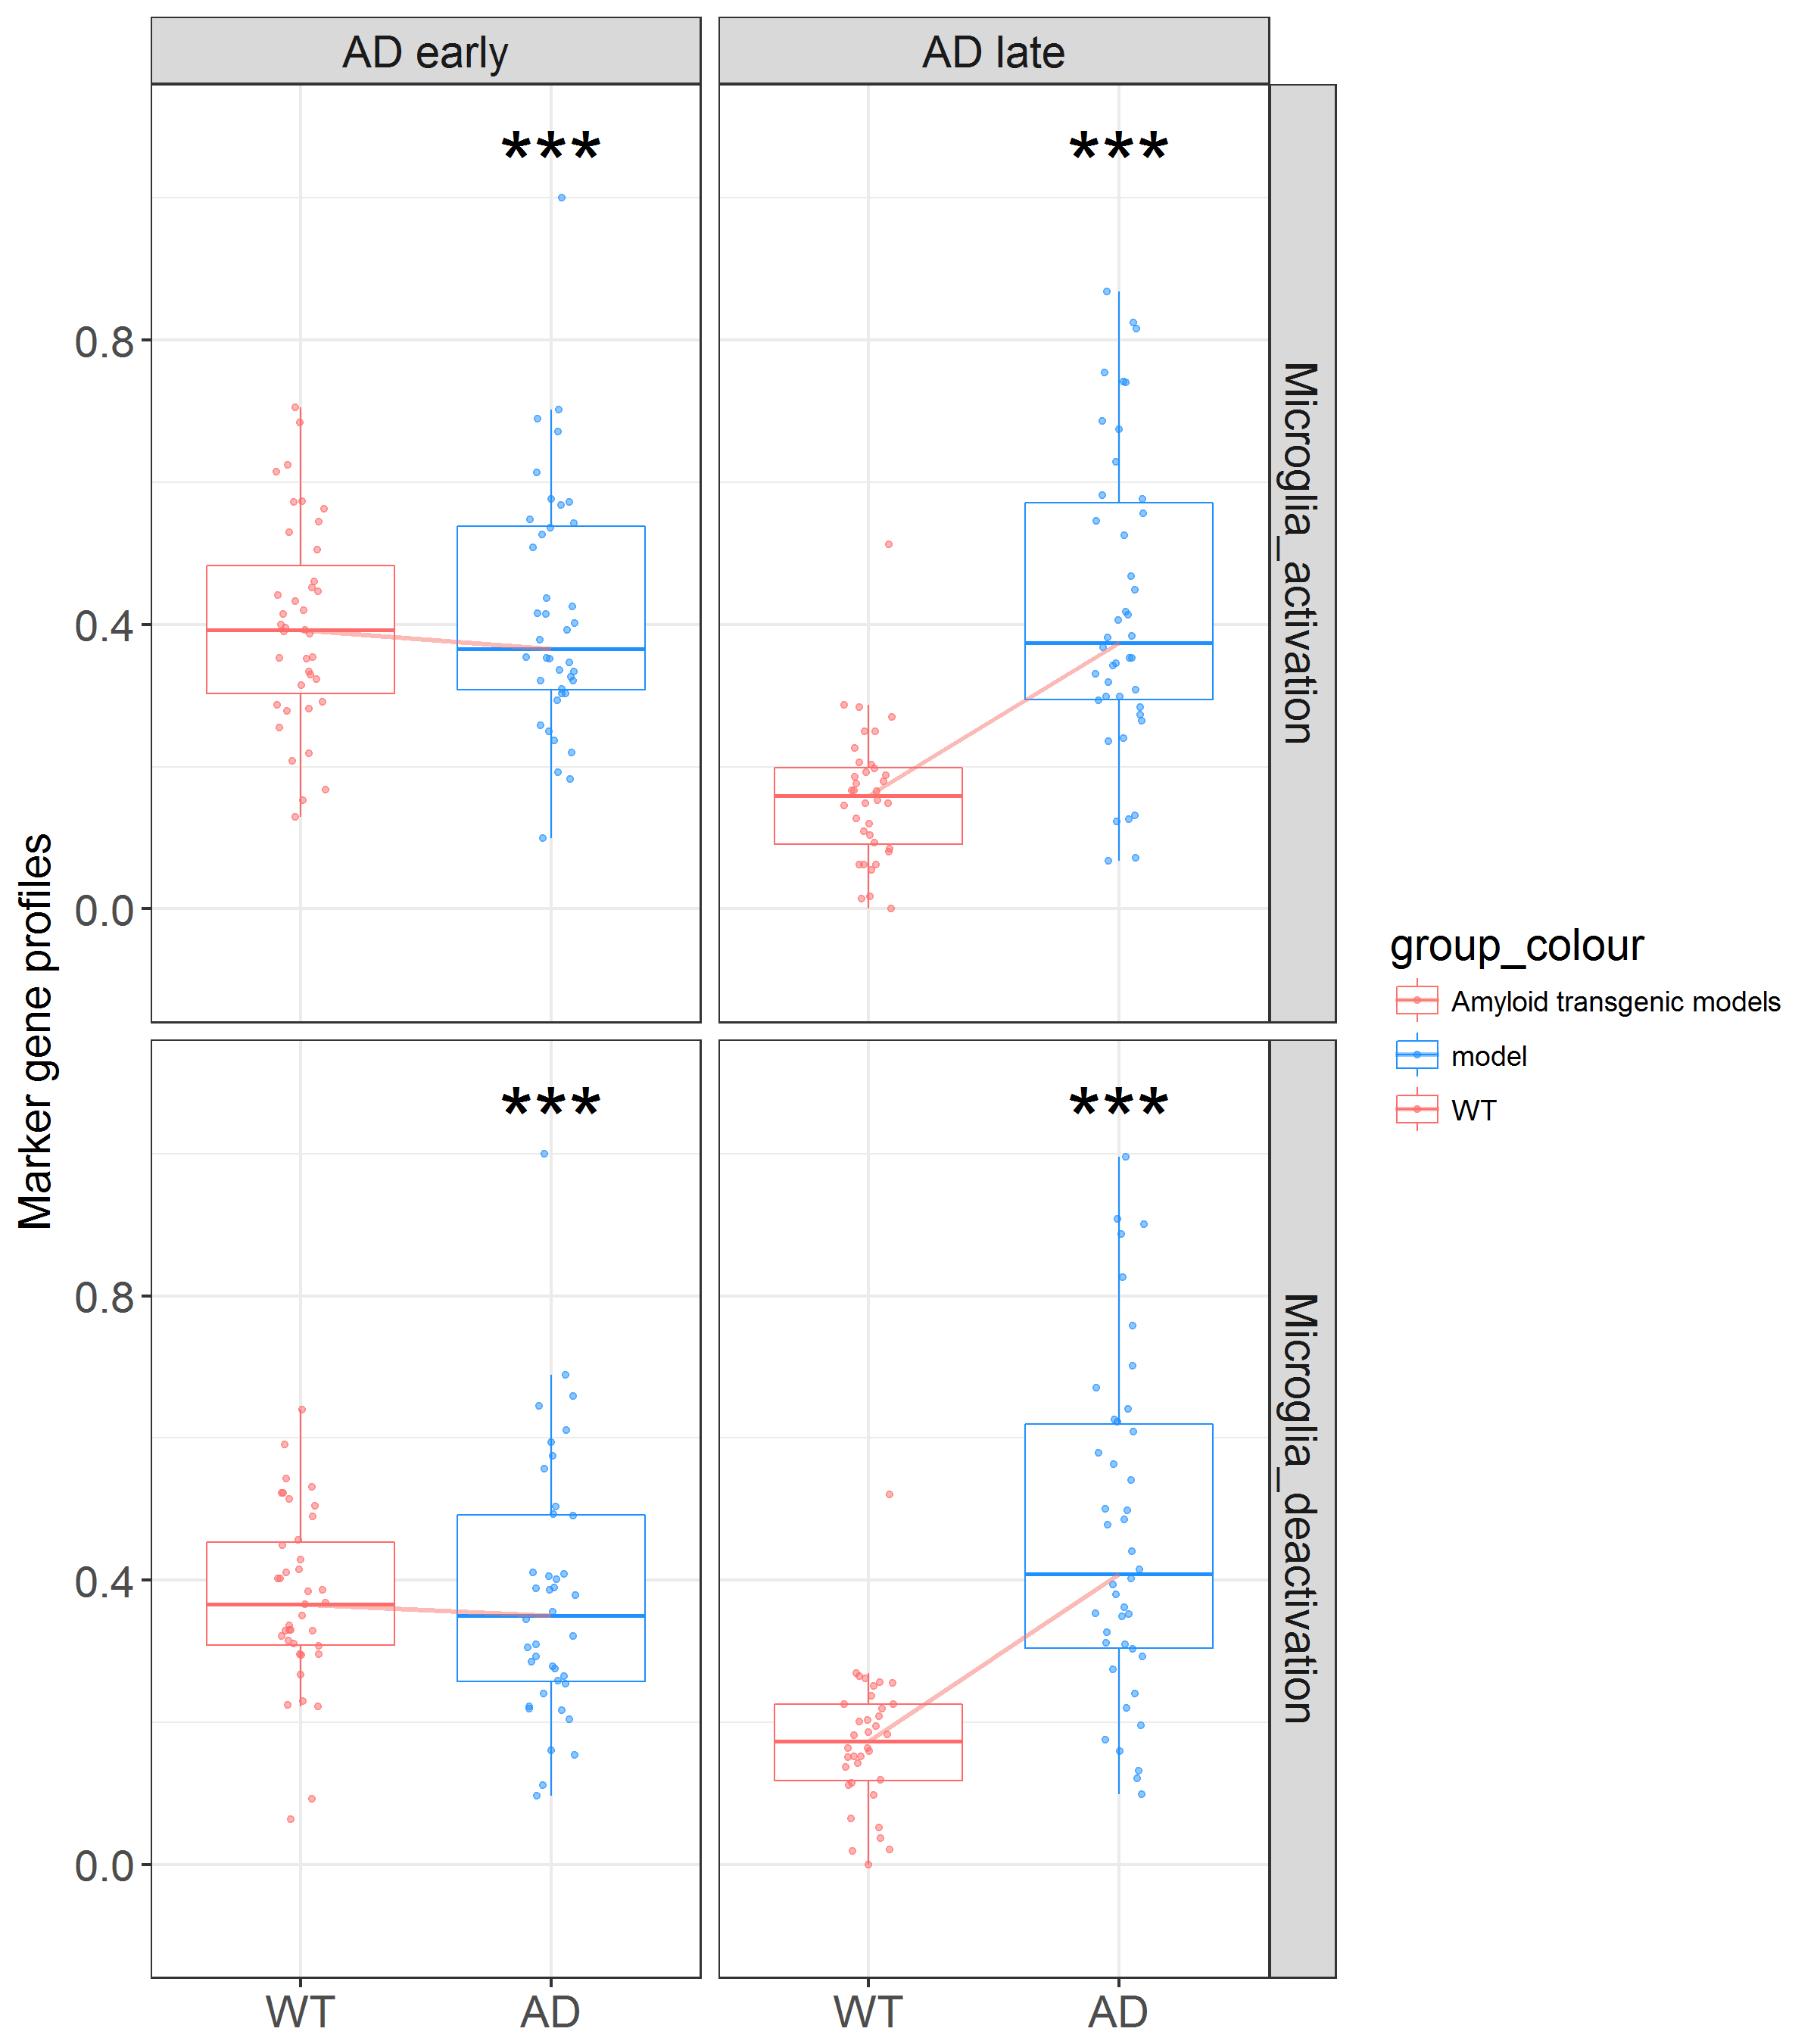 AD early
AD late
***
***
Microglia_activation
0.8
0.4
0.0
Marker gene profiles
***
***
Microglia_deactivation
0.8
0.4
0.0
WT
AD
WT
AD
group_colour
Amyloid transgenic models
model
WT